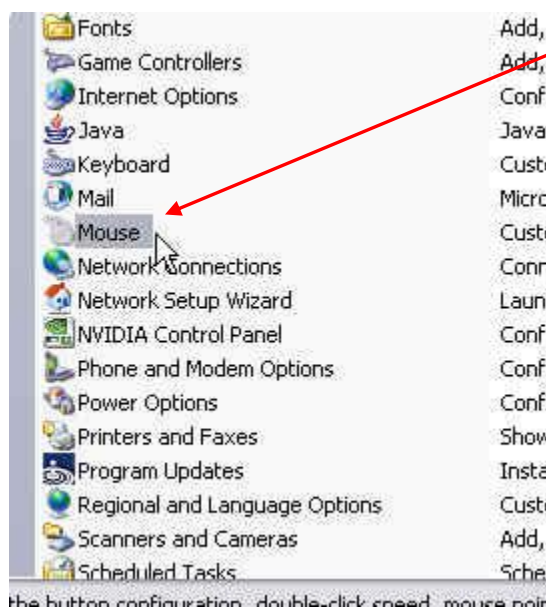 Fonts Add,
Game Controllers Add,
Internet Options Conf
Java Java
Keyboard Cust
Mail Micro
Mouse Cust
Network Connections Conn
Network Setup Wizard Laun
NVIDIA Control Panel Conf
Phone and Modem Options Conf
Power Options Conf
Printers and Faxes Show
Program Updates Insta
Regional and Language Options Cust
Scanners and Cameras Add,
Scheduled Tasks Sche
the button configuration, double-click speed, mouse poin